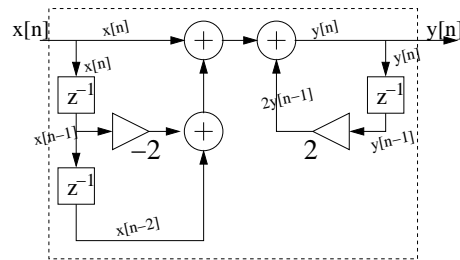 x[n] x[n] y[n] y[n]
+ +
x[n] y[n]
z⁻¹ 2y[n−1] z⁻¹
x[n−1] −2 + 2 y[n−1]
z⁻¹
x[n−2]